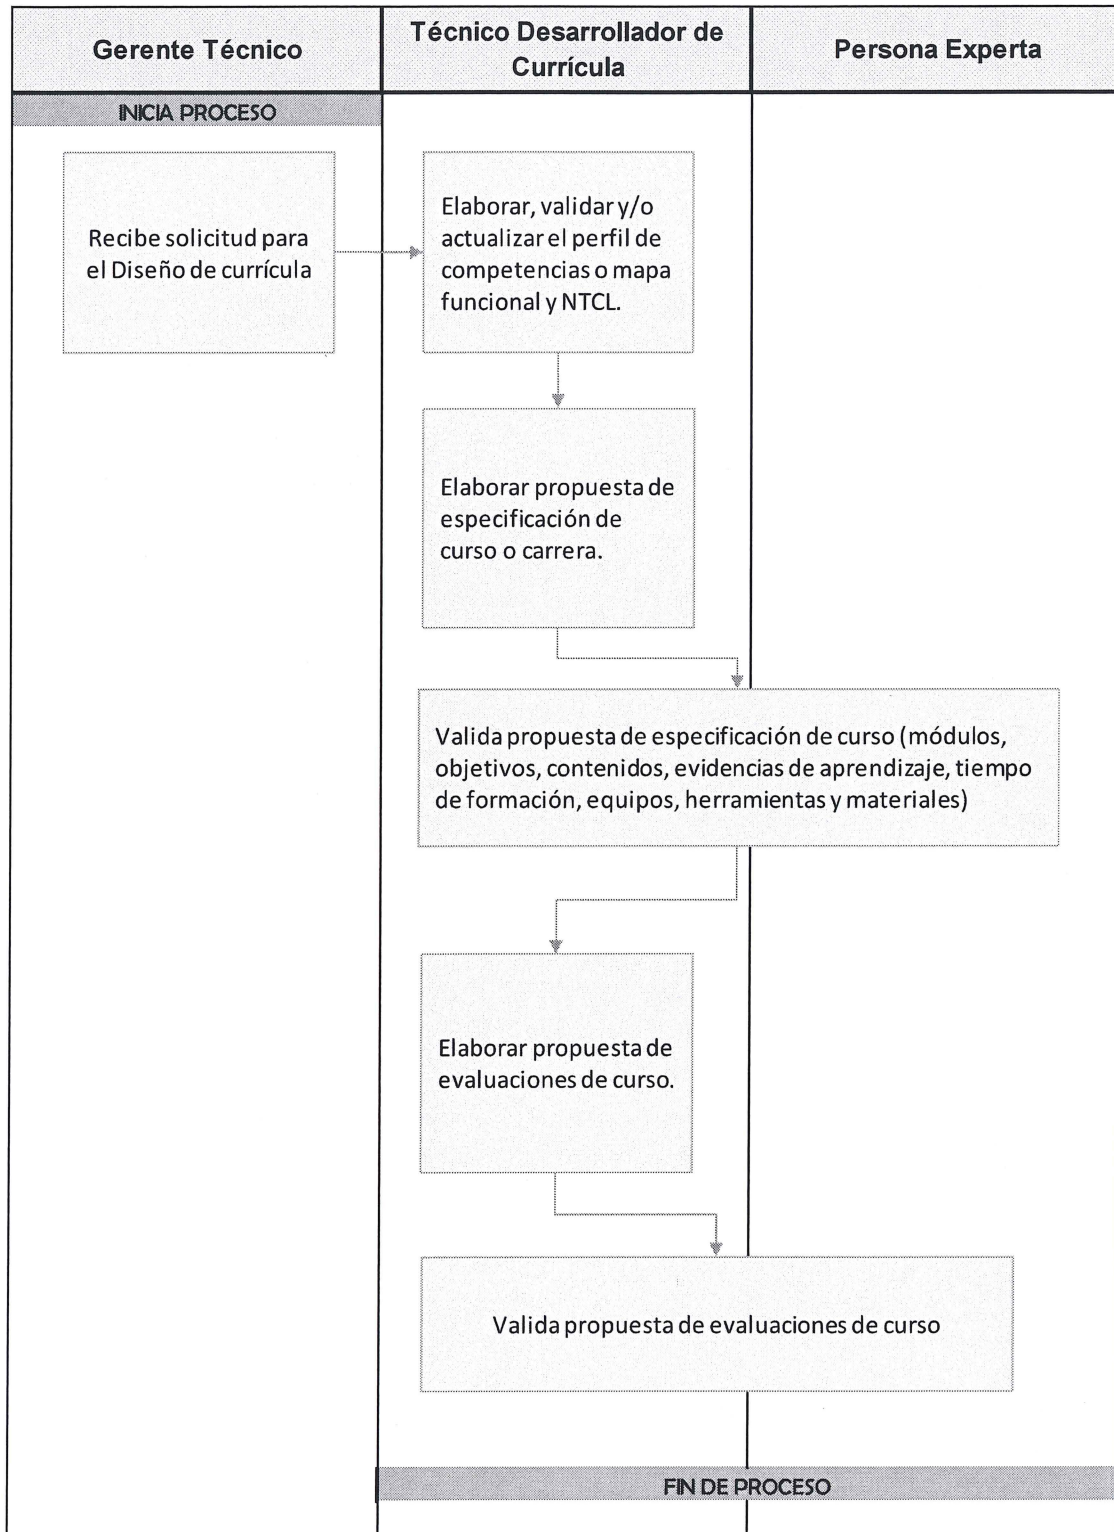 Gerente Técnico
Técnico Desarrollador de
Currícula
Persona Experta
INICIA PROCESO
Recibe solicitud para
el Diseño de currícula
Elaborar, validar y/o
actualizar el perfil de
competencias o mapa
funcional y NTCL.
Elaborar propuesta de
especificación de
curso o carrera.
Valida propuesta de especificación de curso (módulos,
objetivos, contenidos, evidencias de aprendizaje, tiempo
de formación, equipos, herramientas y materiales)
Elaborar propuesta de
evaluaciones de curso.
Valida propuesta de evaluaciones de curso
FIN DE PROCESO